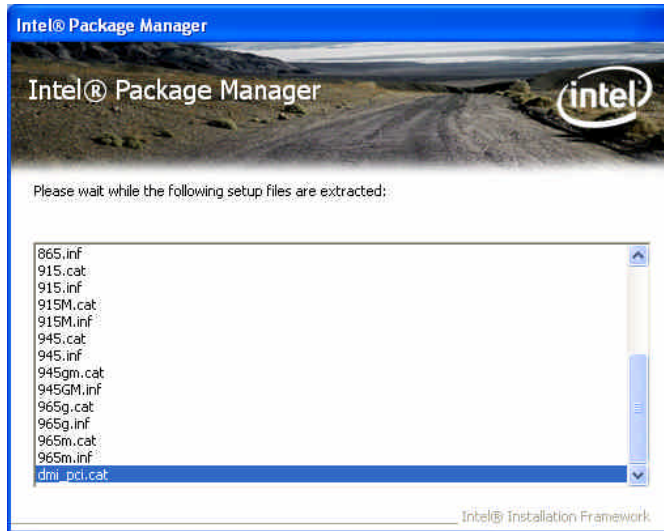 Intel® Package Manager
Intel® Package Manager
intel
Please wait while the following setup files are extracted:
865.inf
915.cat
915.inf
915M.cat
915M.inf
945.cat
945.inf
945gm.cat
945GM.inf
965g.cat
965g.inf
965m.cat
965m.inf
dmi_pci.cat
Intel® Installation Framework